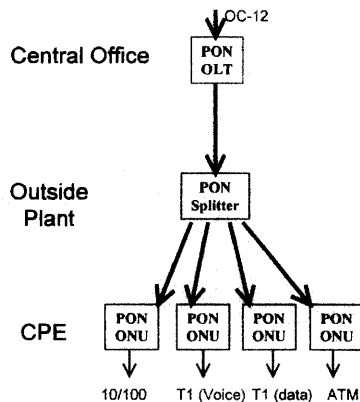 OC-12
Central Office
PON
OLT
Outside
Plant
PON
Splitter
CPE
PON
ONU
PON
ONU
PON
ONU
PON
ONU
10/100
T1 (Voice)
T1 (data)
ATM